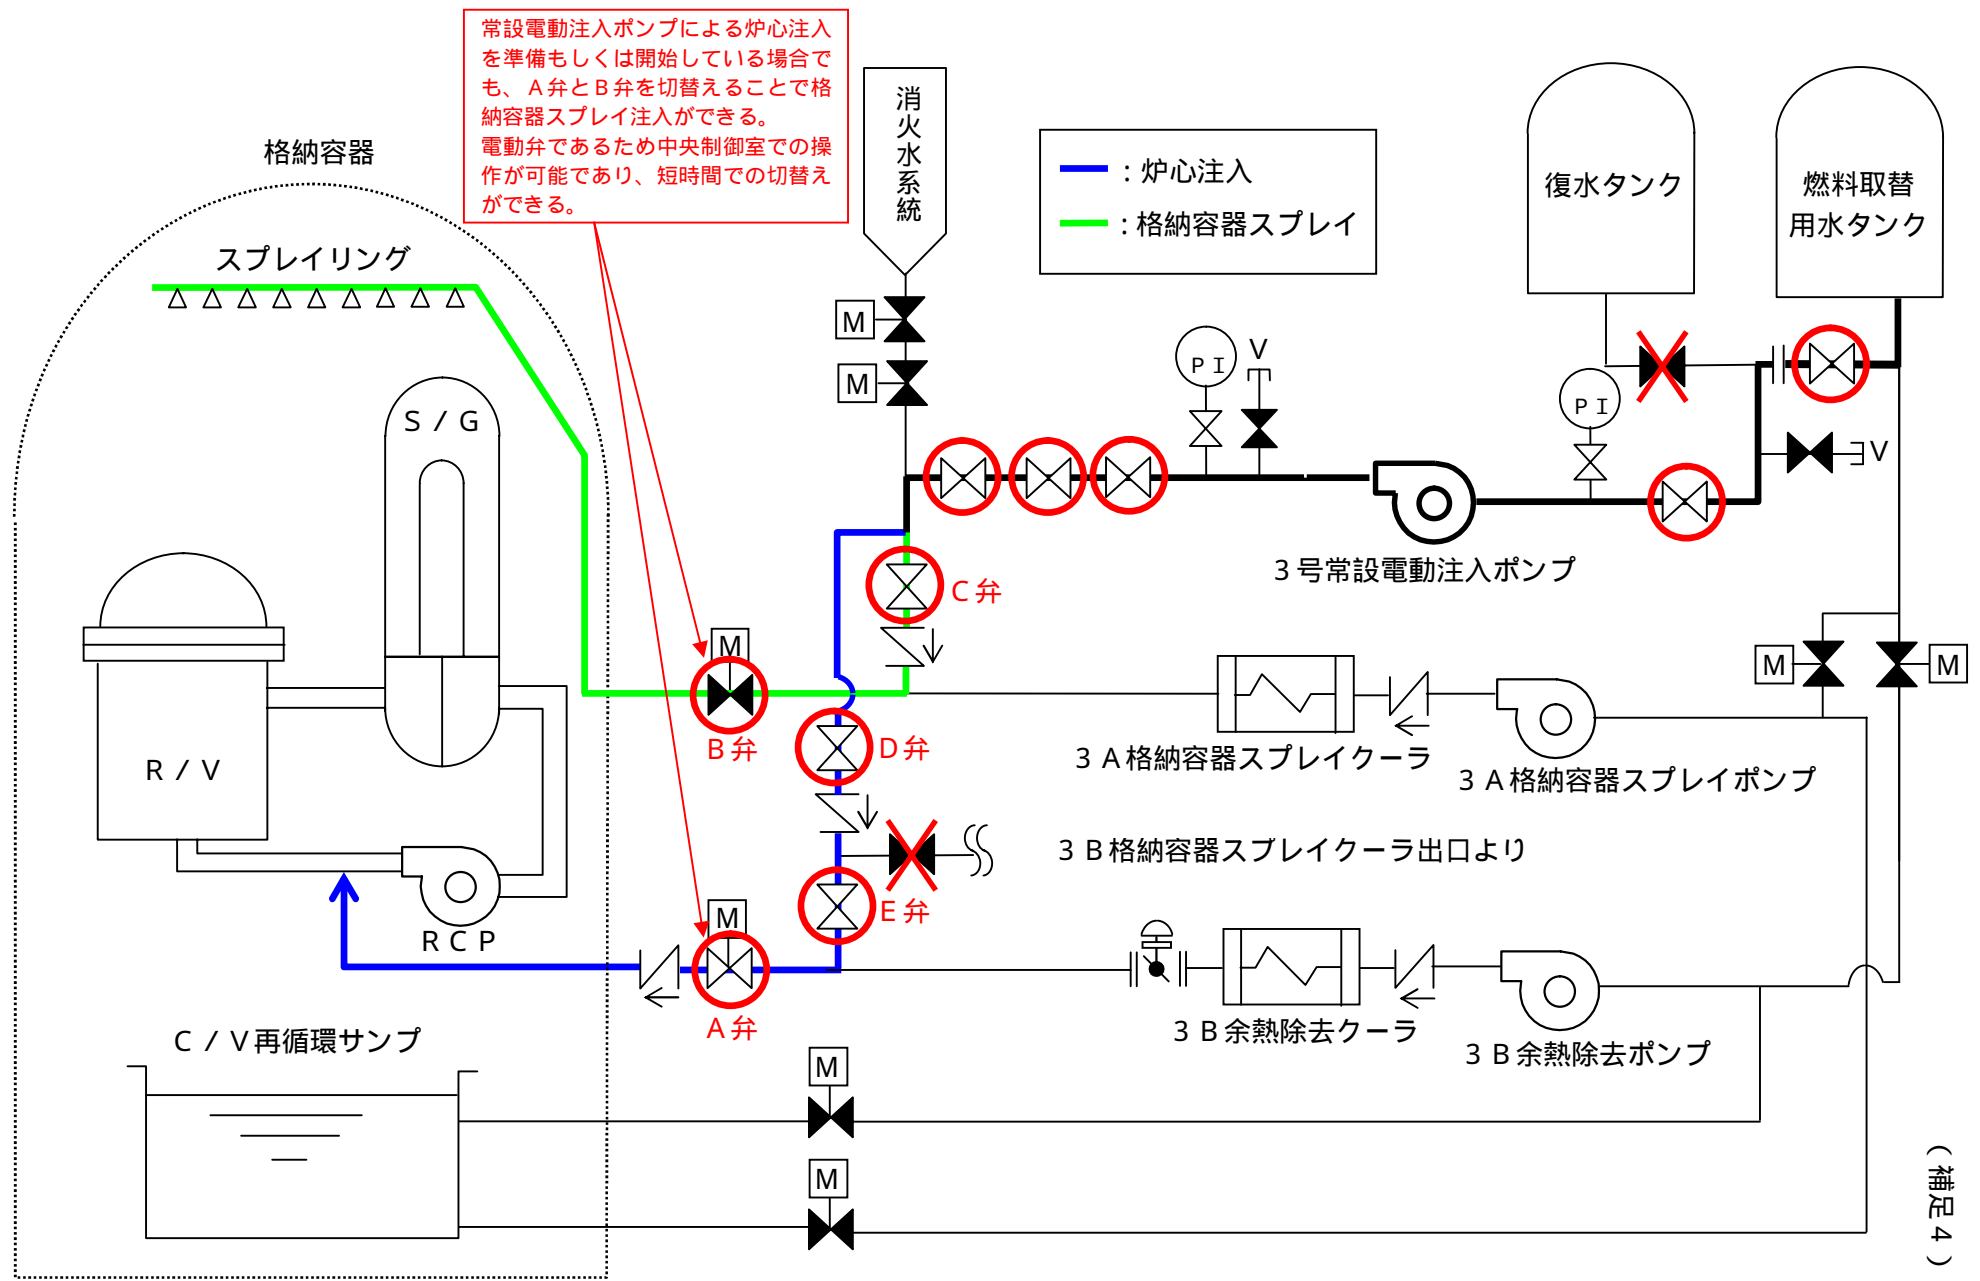 常設電動注入ポンプによる炉心注入
を準備もしくは開始している場合で
も、A弁とB弁を切替えることで格
納容器スプレイ注入ができる。
電動弁であるため中央制御室での操
作が可能であり、短時間での切替え
ができる。
消火水系統
：炉心注入
：格納容器スプレイ
復水タンク
燃料取替
用水タンク
格納容器
スプレイリング
M
M
PI
V
PI
V
S/G
C弁
3号常設電動注入ポンプ
M
B弁
D弁
3A格納容器スプレイクーラ
3A格納容器スプレイポンプ
M
M
R/V
3B格納容器スプレイクーラ出口より
E弁
M
A弁
RCP
3B余熱除去クーラ
3B余熱除去ポンプ
C/V再循環サンプ
M
M
（補足4）